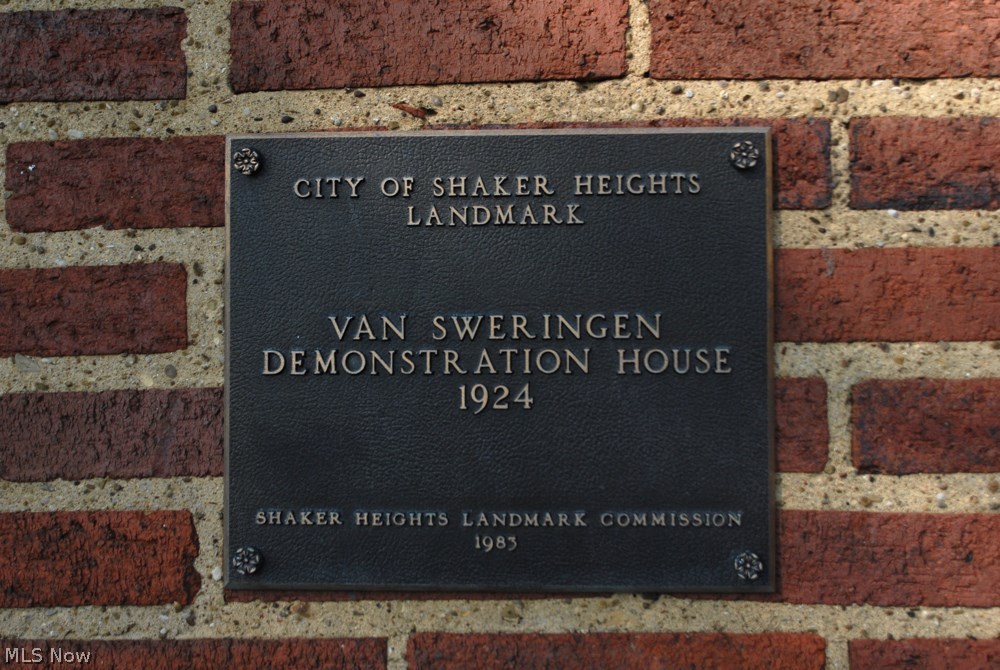 CITY OF SHAKER HEIGHTS
LANDMARK
VAN SWERINGEN
DEMONSTRATION HOUSE
1924
SHAKER HEIGHTS LANDMARK COMMISSION
1983
MLS Now